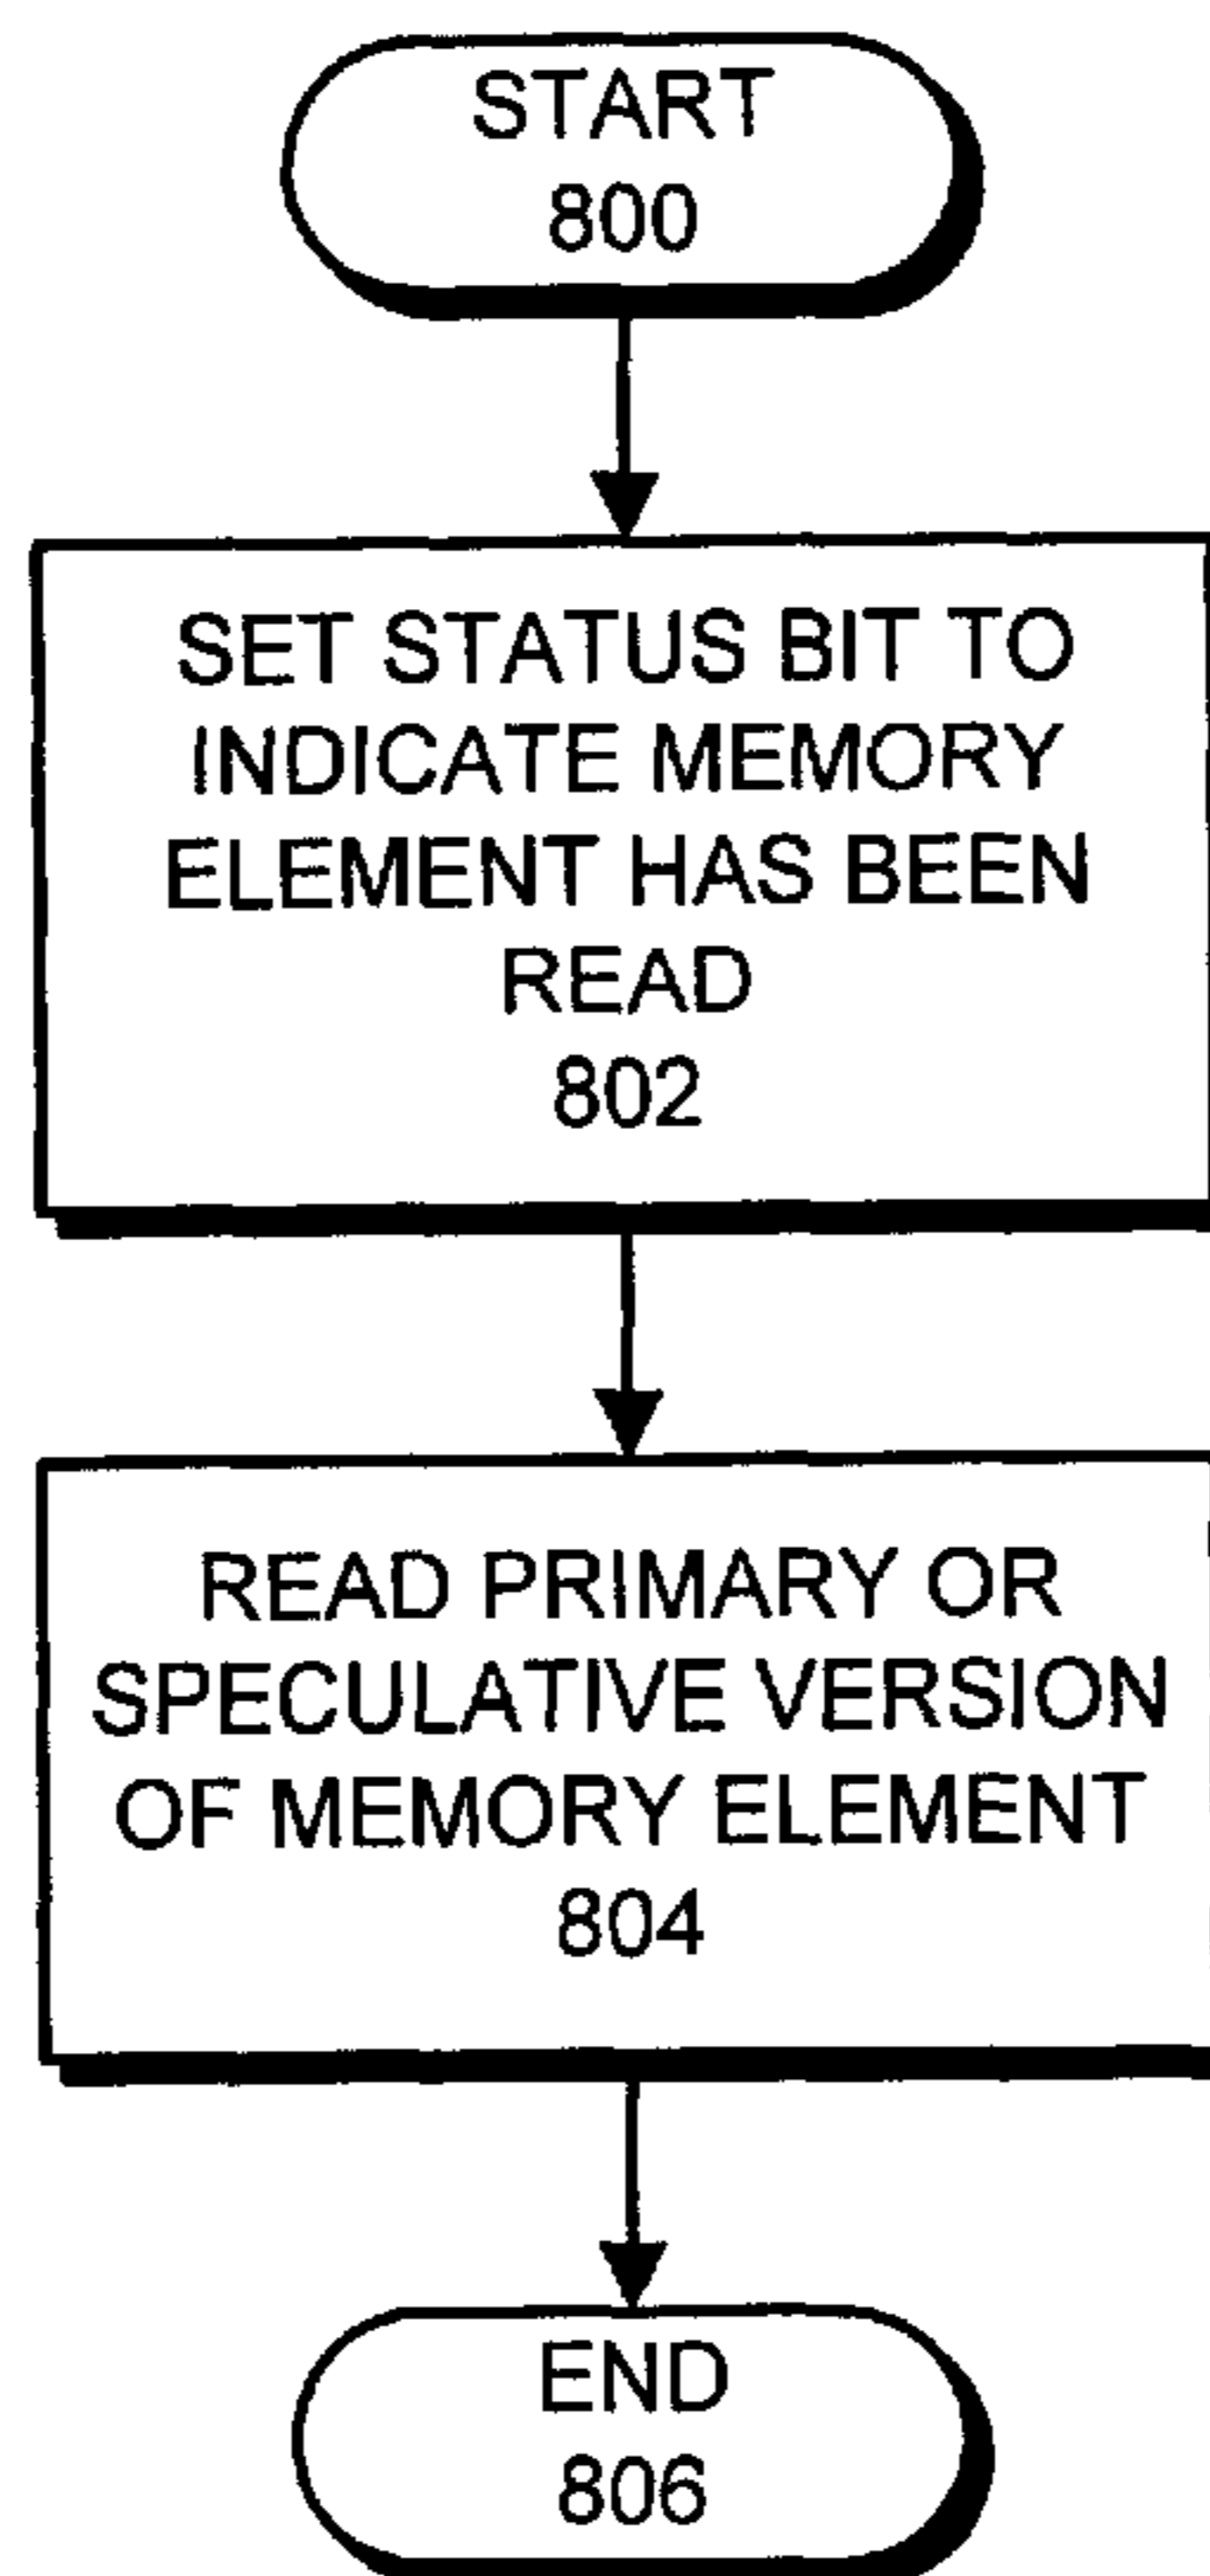 START
800
SET STATUS BIT TO
INDICATE MEMORY
ELEMENT HAS BEEN
READ
802
READ PRIMARY OR
SPECULATIVE VERSION
OF MEMORY ELEMENT
804
END
806